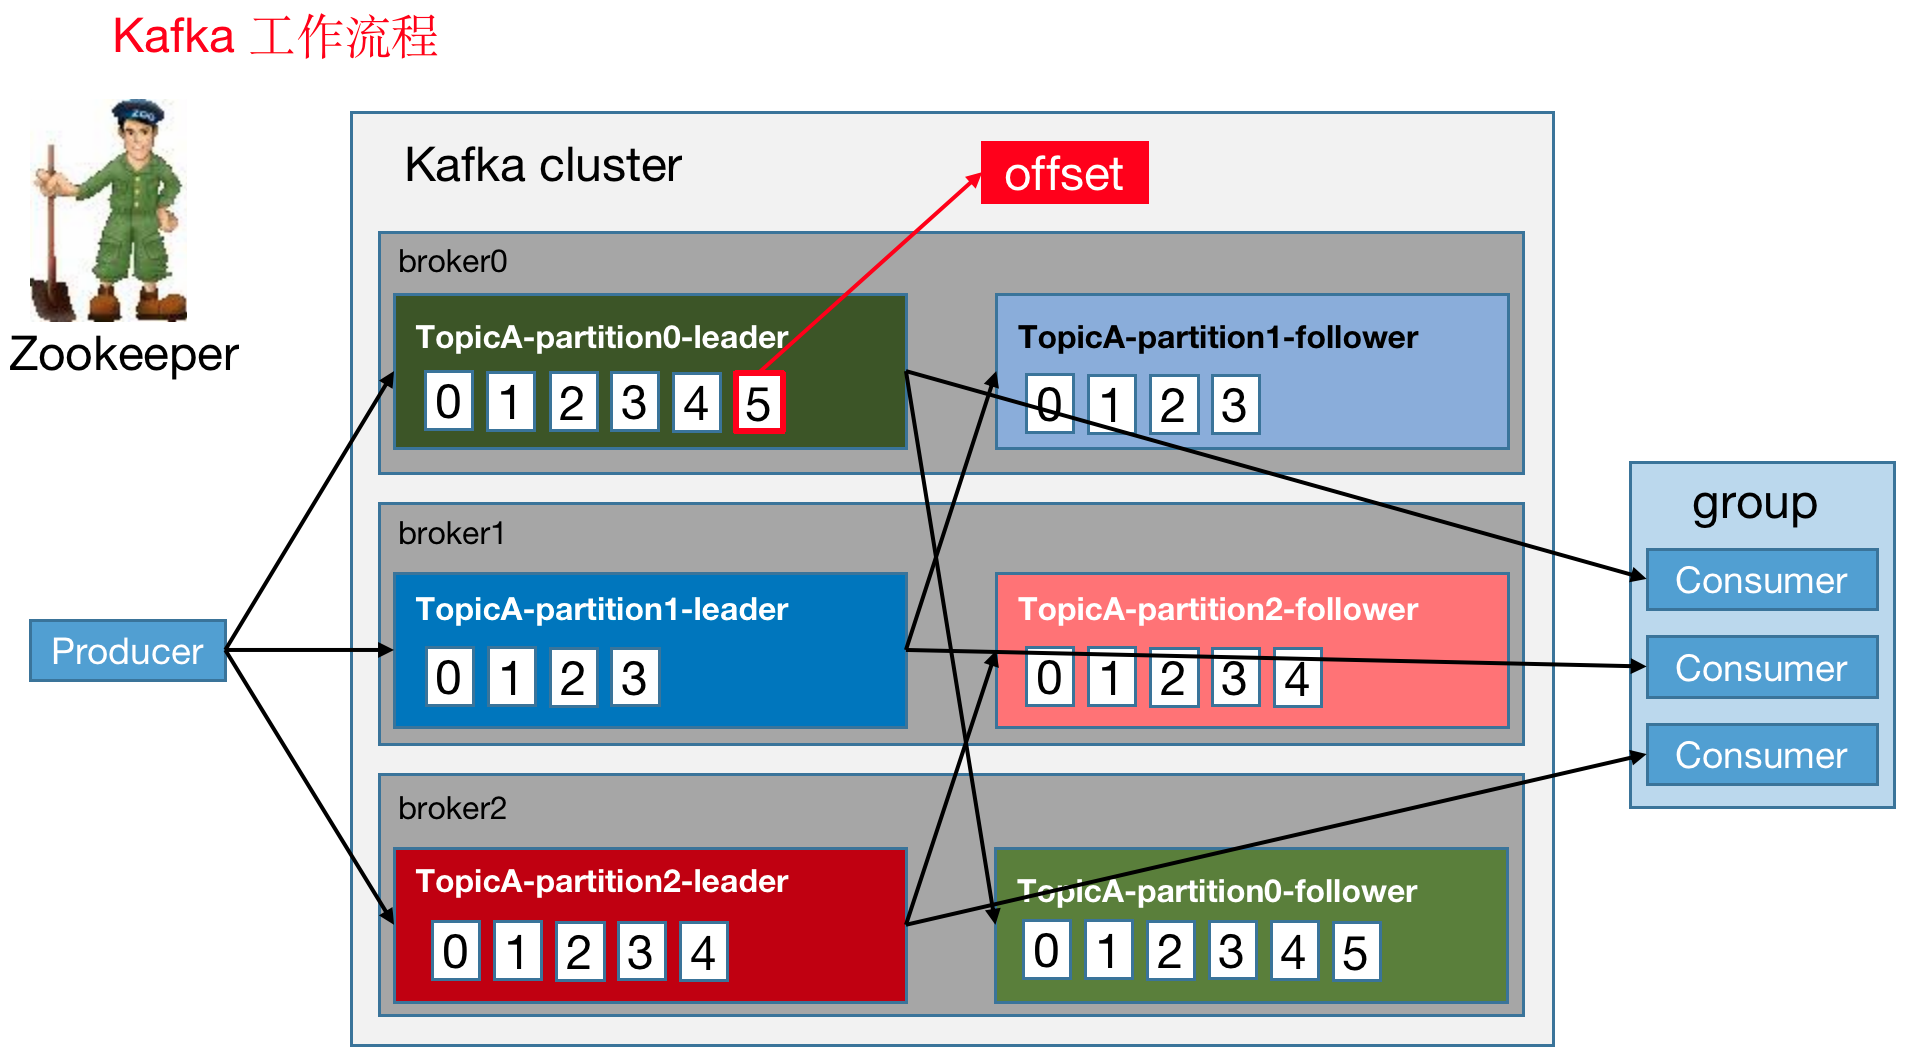 Kafka 工作流程
ZOO
Zookeeper
Kafka cluster
offset
broker0
TopicA-partition0-leader
0 1 2 3 4 5
TopicA-partition1-follower
0 1 2 3
broker1
TopicA-partition1-leader
0 1 2 3
TopicA-partition2-follower
0 1 2 3 4
broker2
TopicA-partition2-leader
0 1 2 3 4
TopicA-partition0-follower
0 1 2 3 4 5
Producer
group
Consumer
Consumer
Consumer